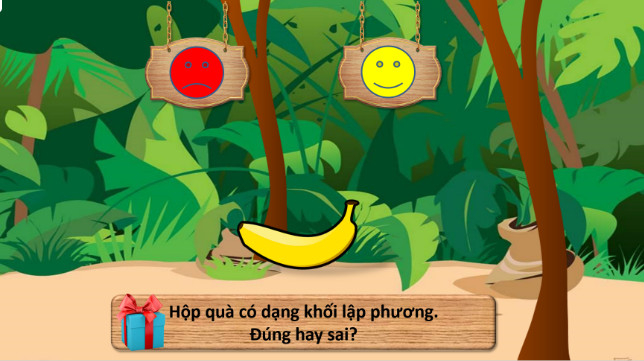 Hộp quà có dạng khối lập phương.
Đúng hay sai?